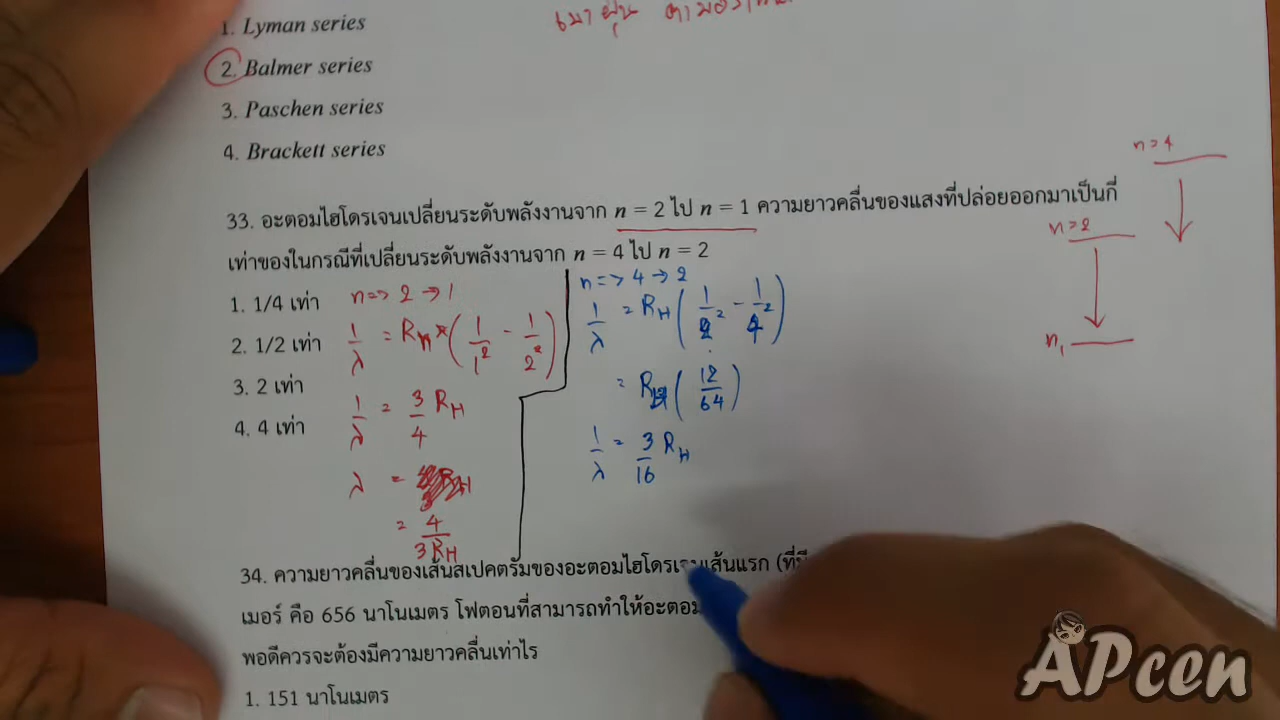 เมา
1. Lyman series
2. Balmer series
3. Paschen series
4. Brackett series
n = 4
33. อะตอมไฮโดรเจนเปลี่ยนระดับพลังงานจาก n = 2 ไป n = 1 ความยาวคลื่นของแสงที่ปล่อยออกมาเป็นกี่
n = 2
เท่าของในกรณีที่เปลี่ยนระดับพลังงานจาก n = 4 ไป n = 2
n₁
1. 1/4 เท่า
2. 1/2 เท่า
3. 2 เท่า
4. 4 เท่า
n => 2 → 1
1/λ = R_H × (1/1² - 1/2²)
1/λ = 3/4 R_H
λ =
= 4/3R_H
n => 4 → 2
1/λ = R_H (1/2² - 1/4²)
= R_H (12/64)
1/λ = 3/16 R_H
34. ความยาวคลื่นของเส้นสเปคตรัมของอะตอมไฮโดรเจนเส้นแรก
เมอร์ คือ 656 นาโนเมตร โฟตอนที่สามารถทำให้อะตอม
พอดีควรจะต้องมีความยาวคลื่นเท่าไร
1. 151 นาโนเมตร
APcen